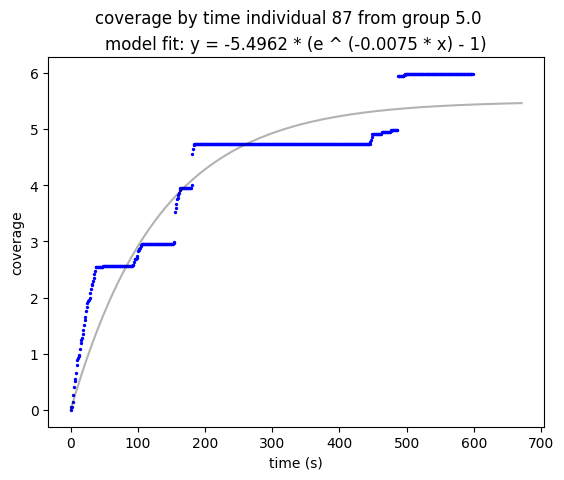 coverage by time individual 87 from group 5.0
model fit: y = -5.4962 * (e ^ (-0.0075 * x) - 1)
6
5
4
3
2
1
0
coverage
0 100 200 300 400 500 600 700
time (s)